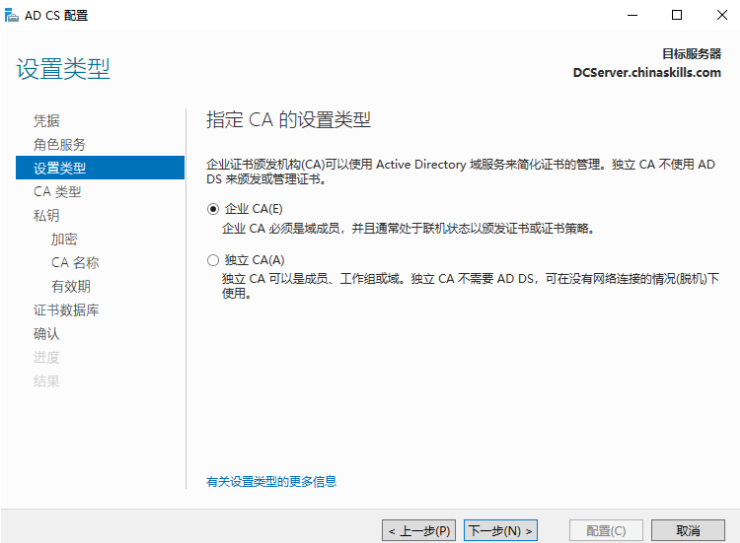 AD CS 配置
设置类型
目标服务器
DCServer.chinaskills.com
凭据
角色服务
设置类型
CA 类型
私钥
加密
CA 名称
有效期
证书数据库
确认
进度
结果
指定 CA 的设置类型
企业证书颁发机构(CA)可以使用 Active Directory 域服务来简化证书的管理。独立 CA 不使用 AD
DS 来颁发或管理证书。
企业 CA(E)
企业 CA 必须是域成员，并且通常处于联机状态以颁发证书或证书策略。
独立 CA(A)
独立 CA 可以是成员、工作组或域。独立 CA 不需要 AD DS，可在没有网络连接的情况(脱机)下
使用。
有关设置类型的更多信息
< 上一步(P)
下一步(N) >
配置(C)
取消